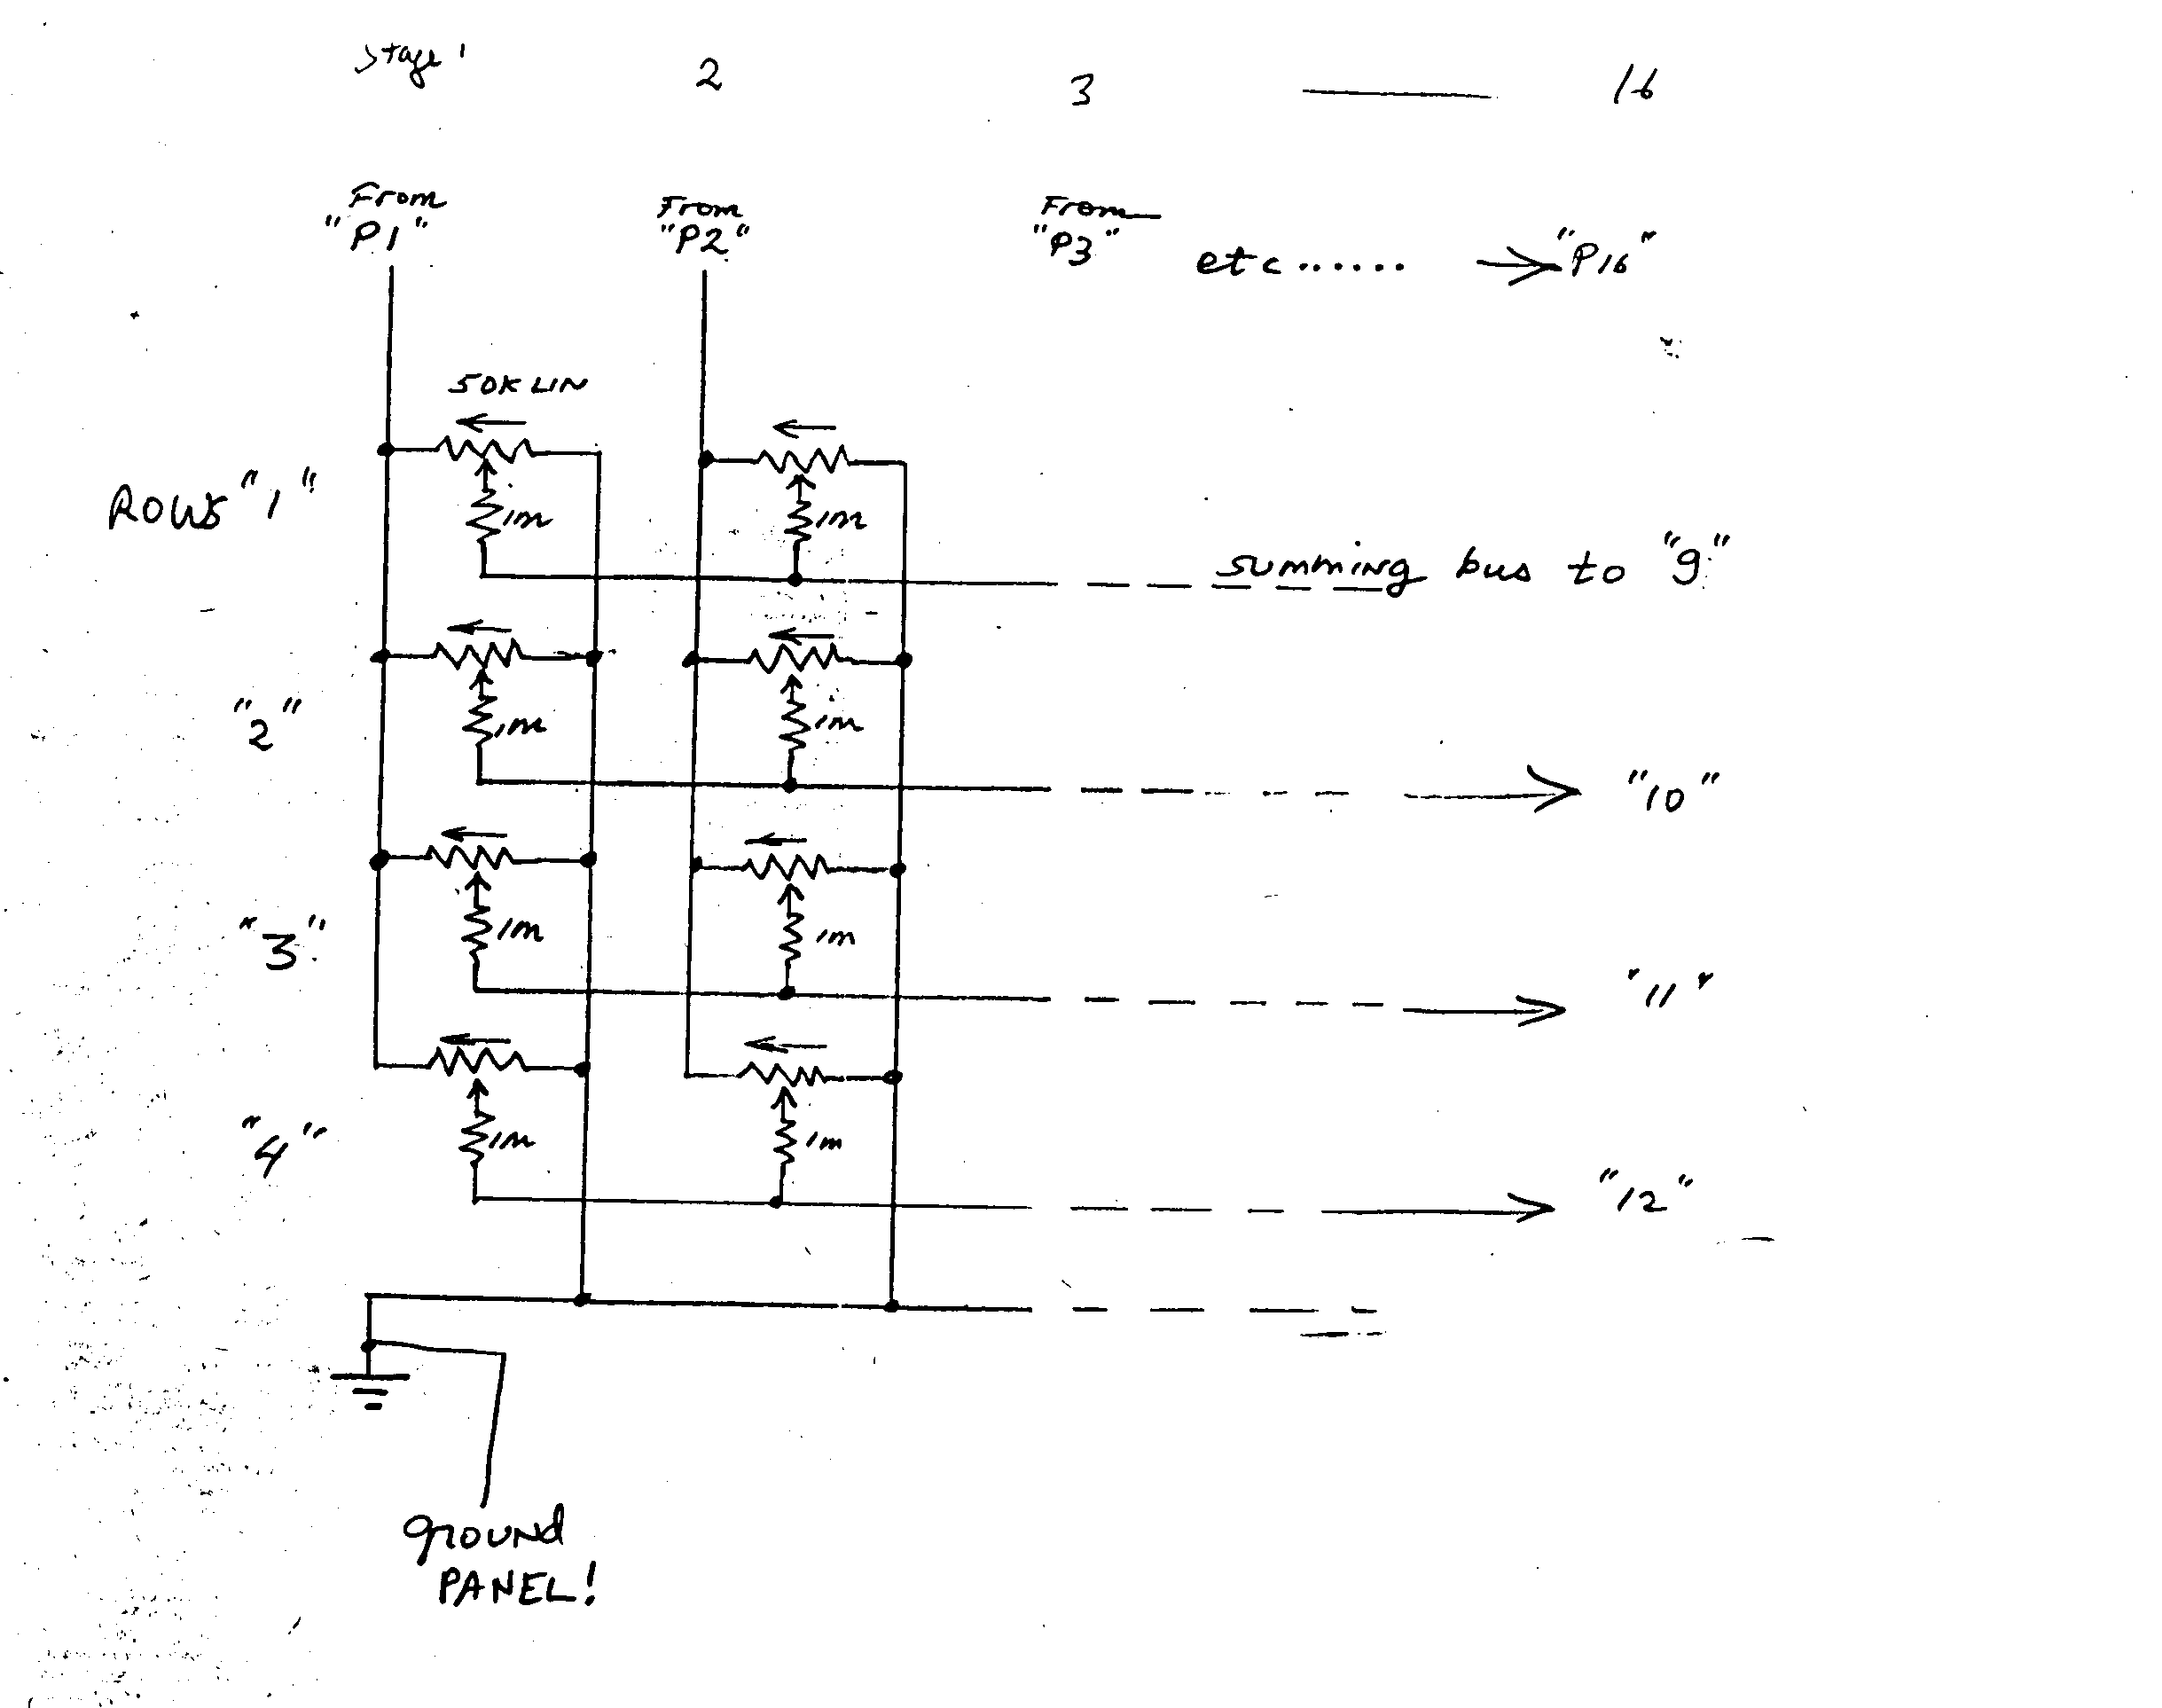 Stage 1 2 3 16
From "P1" From "P2" From "P3" etc...... "P16"
50K LIN
ROWS "1" 1m 1m
summing bus to "9"
"2" 1m 1m
"10"
"3" 1m 1m
"11"
"4" 1m 1m
"12"
ground
PANEL!